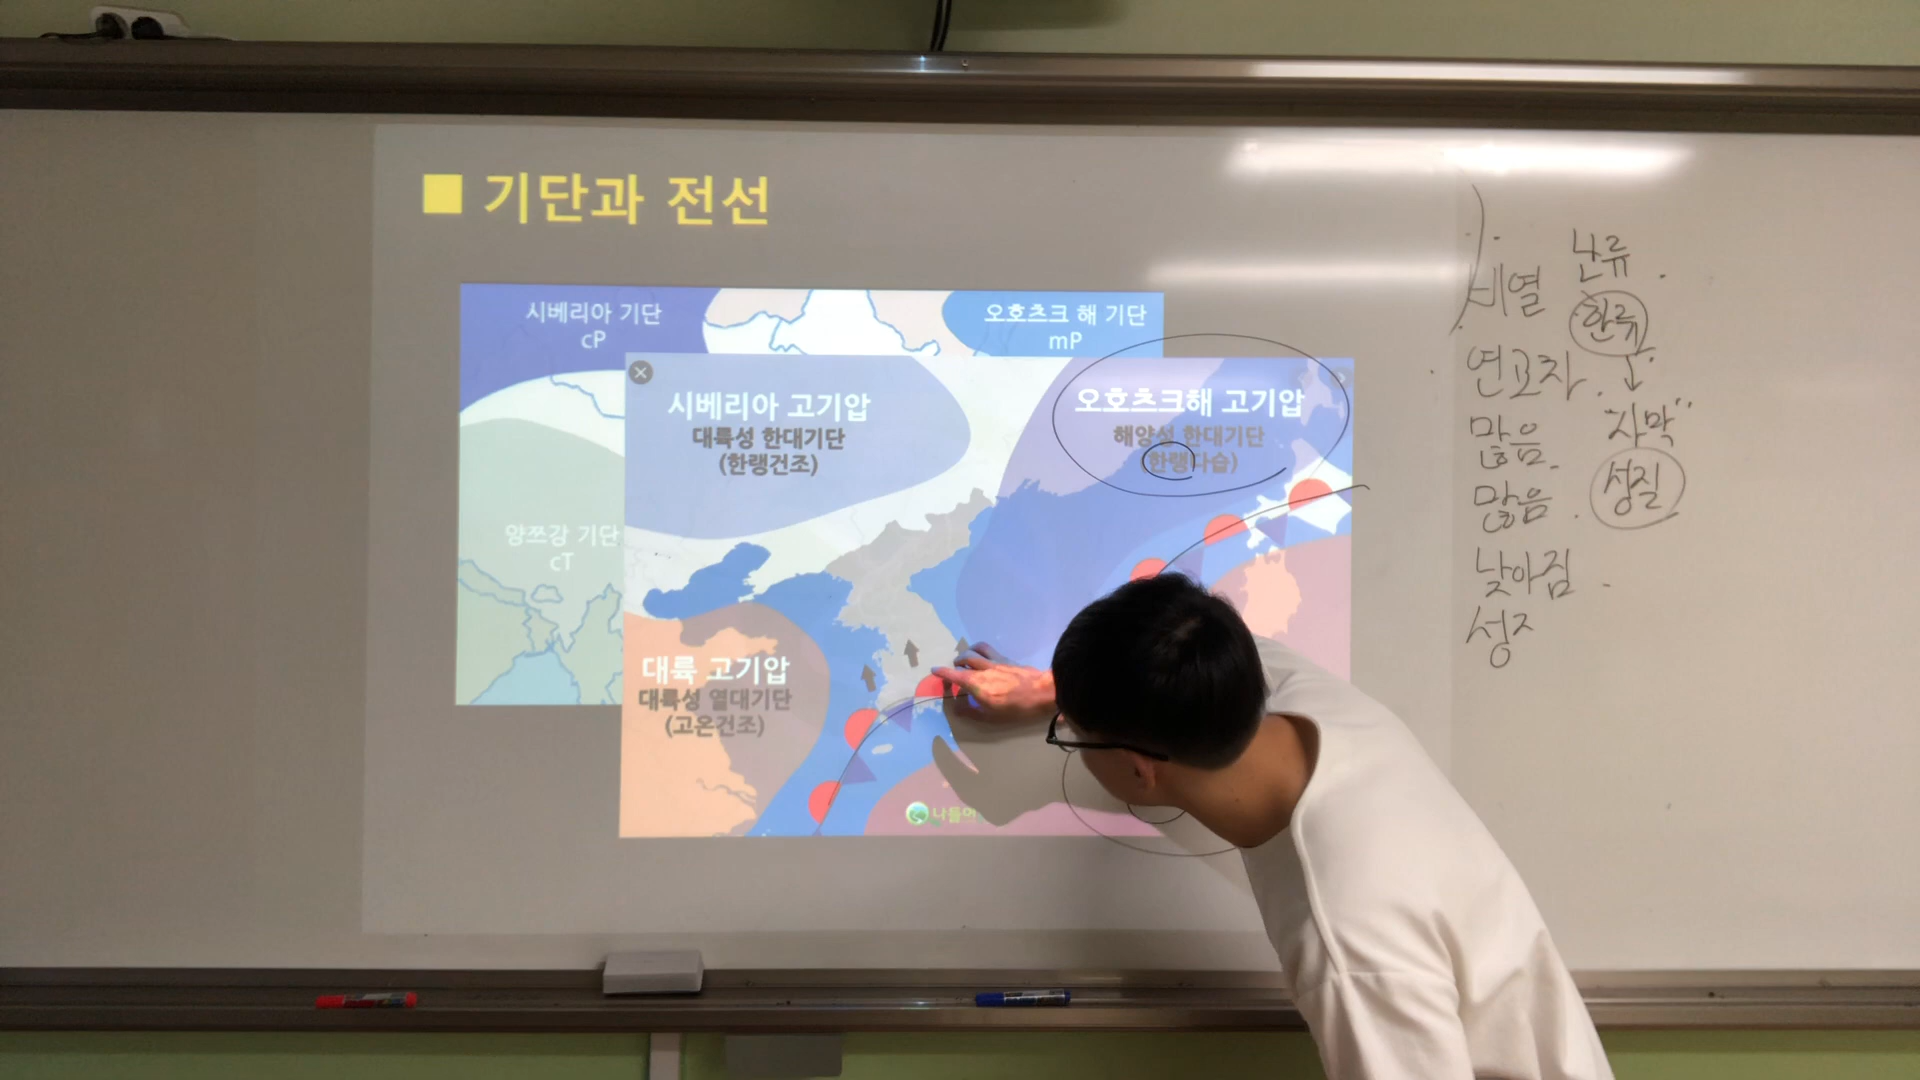 ■ 기단과 전선
시베리아 기단
cP
오호츠크 해 기단
mP
양쯔강 기단
cT
시베리아 고기압
대륙성 한대기단
(한랭건조)
오호츠크해 고기압
해양성 한대기단
(한랭다습)
대륙 고기압
대륙성 열대기단
(고온건조)
난류
비열
한류
연교차
"사막"
많음
성질
많음
낮아짐